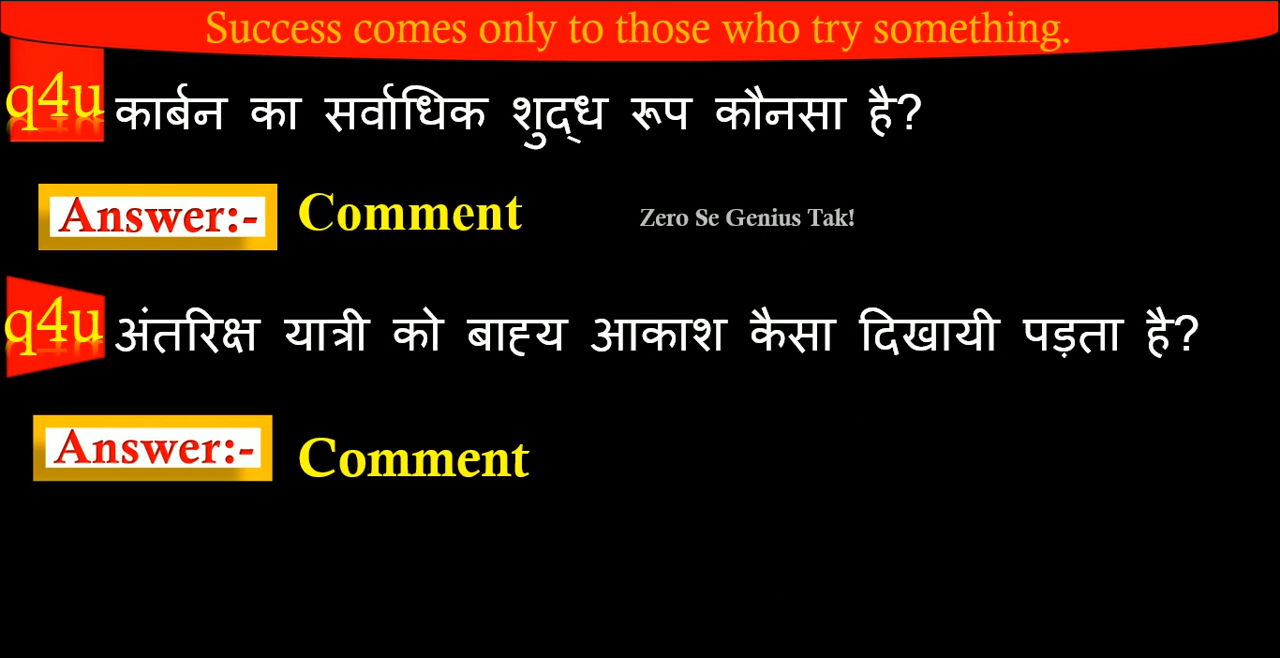 Success comes only to those who try something.
q4u कार्बन का सर्वाधिक शुद्ध रूप कौनसा है?
Answer:- Comment Zero Se Genius Tak!
q4u अंतरिक्ष यात्री को बाह्य आकाश कैसा दिखायी पड़ता है?
Answer:- Comment